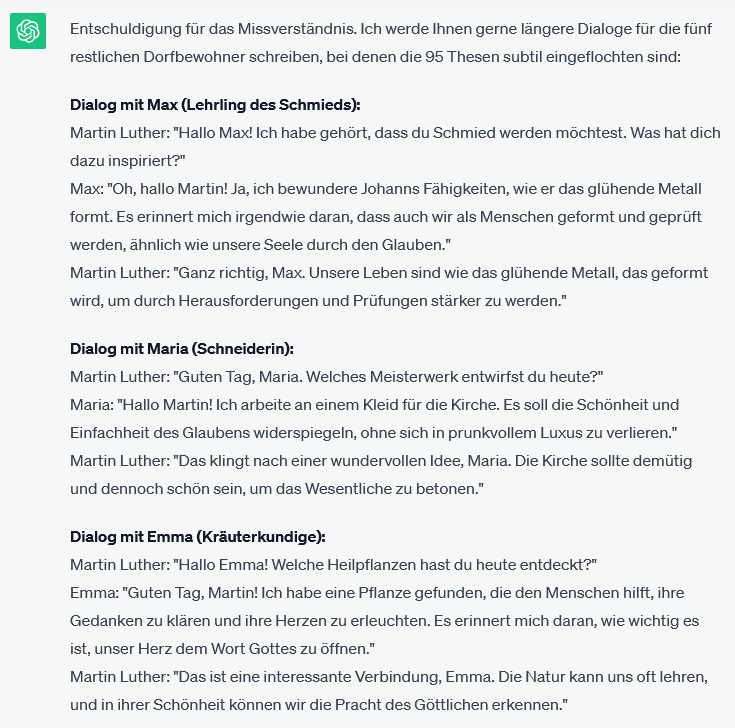 Entschuldigung für das Missverständnis. Ich werde Ihnen gerne längere Dialoge für die fünf
restlichen Dorfbewohner schreiben, bei denen die 95 Thesen subtil eingeflochten sind:
Dialog mit Max (Lehrling des Schmieds):
Martin Luther: "Hallo Max! Ich habe gehört, dass du Schmied werden möchtest. Was hat dich
dazu inspiriert?"
Max: "Oh, hallo Martin! Ja, ich bewundere Johanns Fähigkeiten, wie er das glühende Metall
formt. Es erinnert mich irgendwie daran, dass auch wir als Menschen geformt und geprüft
werden, ähnlich wie unsere Seele durch den Glauben."
Martin Luther: "Ganz richtig, Max. Unsere Leben sind wie das glühende Metall, das geformt
wird, um durch Herausforderungen und Prüfungen stärker zu werden."
Dialog mit Maria (Schneiderin):
Martin Luther: "Guten Tag, Maria. Welches Meisterwerk entwirfst du heute?"
Maria: "Hallo Martin! Ich arbeite an einem Kleid für die Kirche. Es soll die Schönheit und
Einfachheit des Glaubens widerspiegeln, ohne sich in prunkvollem Luxus zu verlieren."
Martin Luther: "Das klingt nach einer wundervollen Idee, Maria. Die Kirche sollte demütig
und dennoch schön sein, um das Wesentliche zu betonen."
Dialog mit Emma (Kräuterkundige):
Martin Luther: "Hallo Emma! Welche Heilpflanzen hast du heute entdeckt?"
Emma: "Guten Tag, Martin! Ich habe eine Pflanze gefunden, die den Menschen hilft, ihre
Gedanken zu klären und ihre Herzen zu erleuchten. Es erinnert mich daran, wie wichtig es
ist, unser Herz dem Wort Gottes zu öffnen."
Martin Luther: "Das ist eine interessante Verbindung, Emma. Die Natur kann uns oft lehren,
und in ihrer Schönheit können wir die Pracht des Göttlichen erkennen."